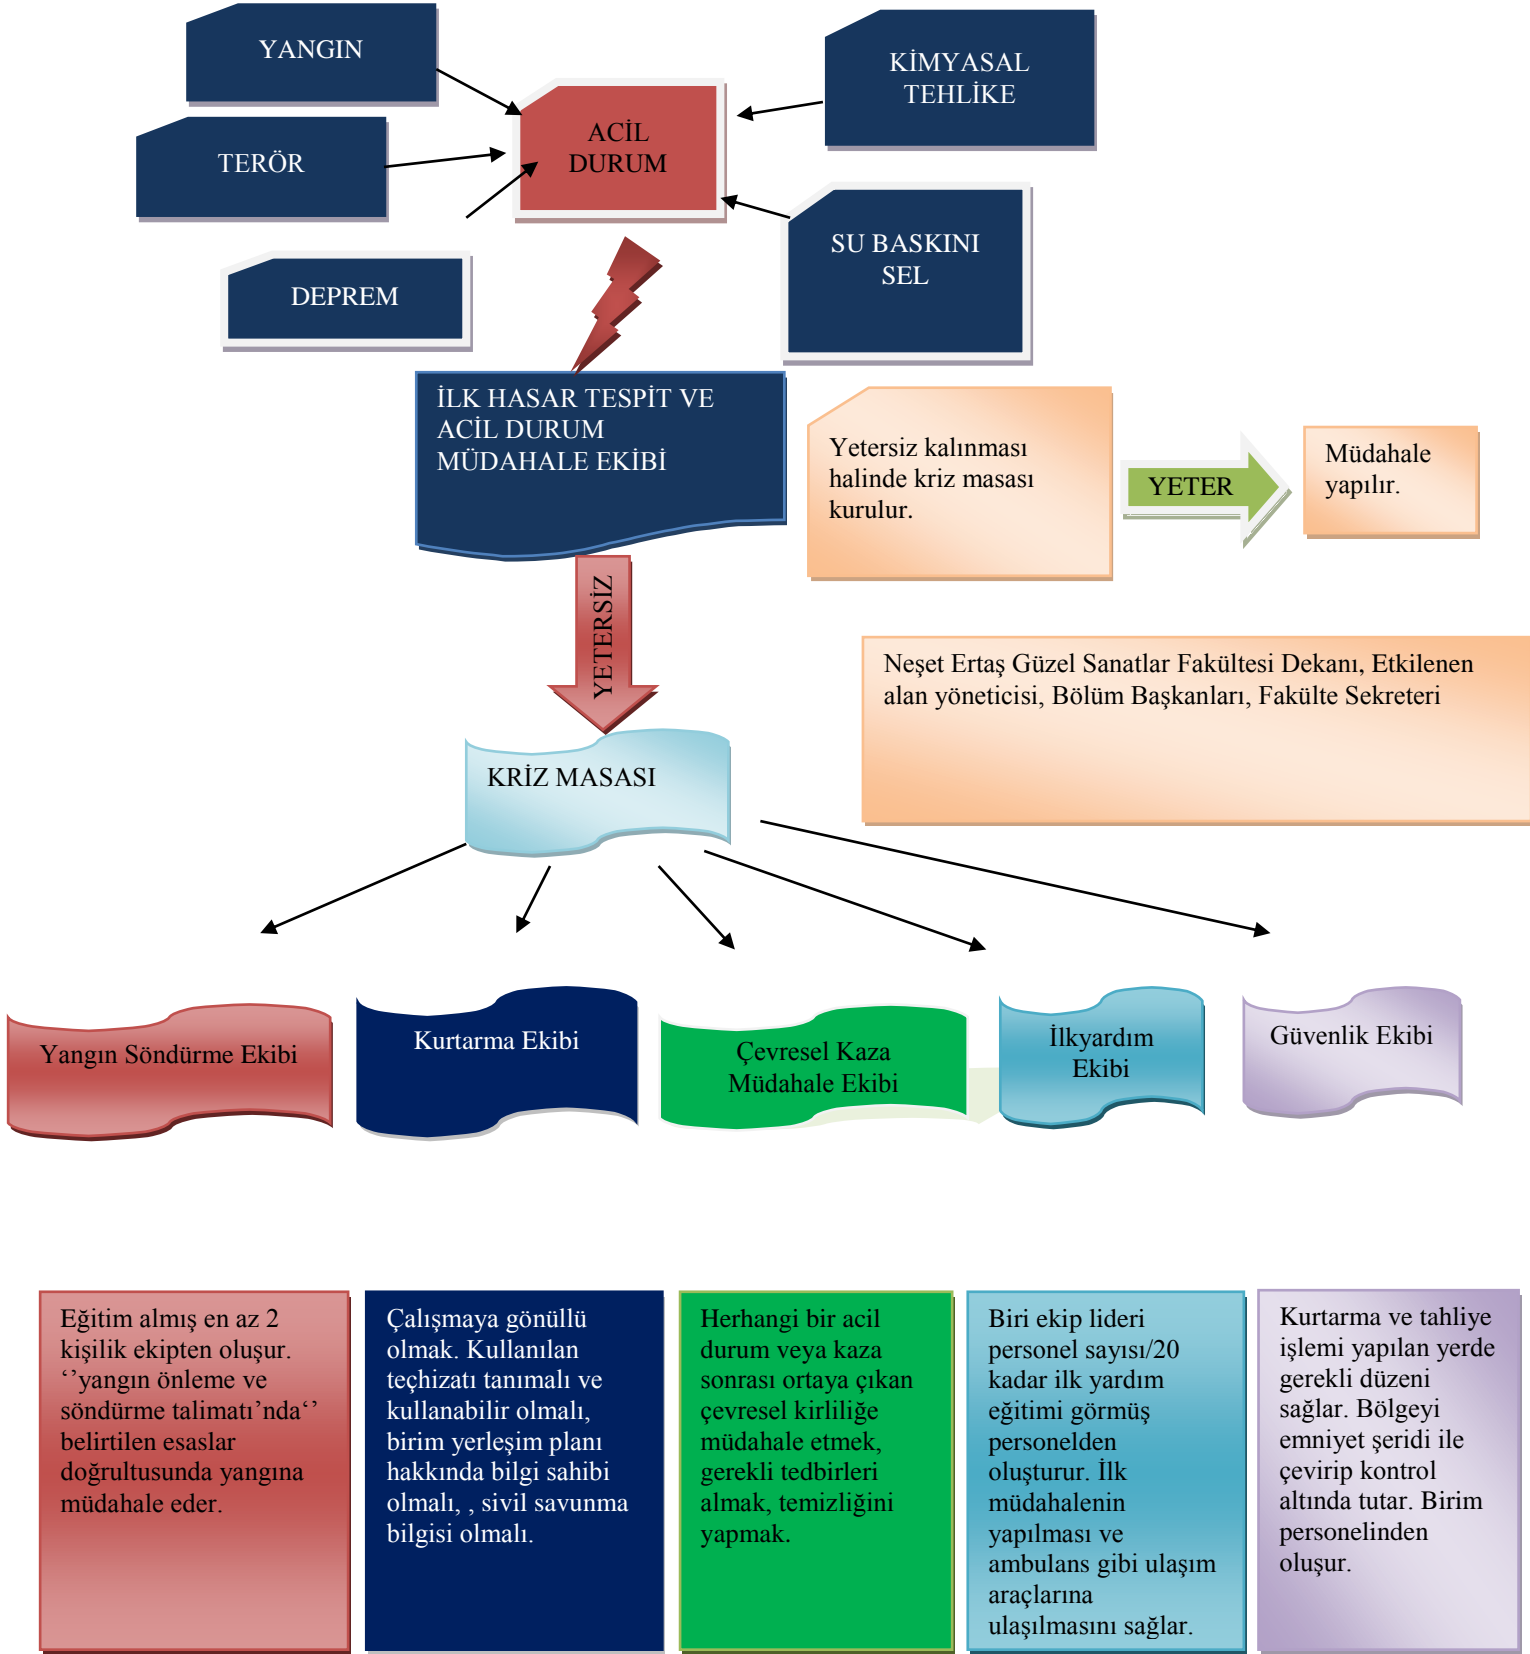 YANGIN
KİMYASAL
TEHLİKE
ACİL
DURUM
TERÖR
SU BASKINI
SEL
DEPREM
İLK HASAR TESPİT VE
ACİL DURUM
MÜDAHALE EKİBİ
Yetersiz kalınması
halinde kriz masası
kurulur.
YETER
Müdahale
yapılır.
YETERSİZ
Neşet Ertaş Güzel Sanatlar Fakültesi Dekanı, Etkilenen
alan yöneticisi, Bölüm Başkanları, Fakülte Sekreteri
KRİZ MASASI
Yangın Söndürme Ekibi
Kurtarma Ekibi
Çevresel Kaza
Müdahale Ekibi
İlkyardım
Ekibi
Güvenlik Ekibi
Eğitim almış en az 2
kişilik ekipten oluşur.
‘’yangın önleme ve
söndürme talimatı’nda‘’
belirtilen esaslar
doğrultusunda yangına
müdahale eder.
Çalışmaya gönüllü
olmak. Kullanılan
teçhizatı tanımalı ve
kullanabilir olmalı,
birim yerleşim planı
hakkında bilgi sahibi
olmalı, , sivil savunma
bilgisi olmalı.
Herhangi bir acil
durum veya kaza
sonrası ortaya çıkan
çevresel kirliliğe
müdahale etmek,
gerekli tedbirleri
almak, temizliğini
yapmak.
Biri ekip lideri
personel sayısı/20
kadar ilk yardım
eğitimi görmüş
personelden
oluşturur. İlk
müdahalenin
yapılması ve
ambulans gibi ulaşım
araçlarına
ulaşılmasını sağlar.
Kurtarma ve tahliye
işlemi yapılan yerde
gerekli düzeni
sağlar. Bölgeyi
emniyet şeridi ile
çevirip kontrol
altında tutar. Birim
personelinden
oluşur.